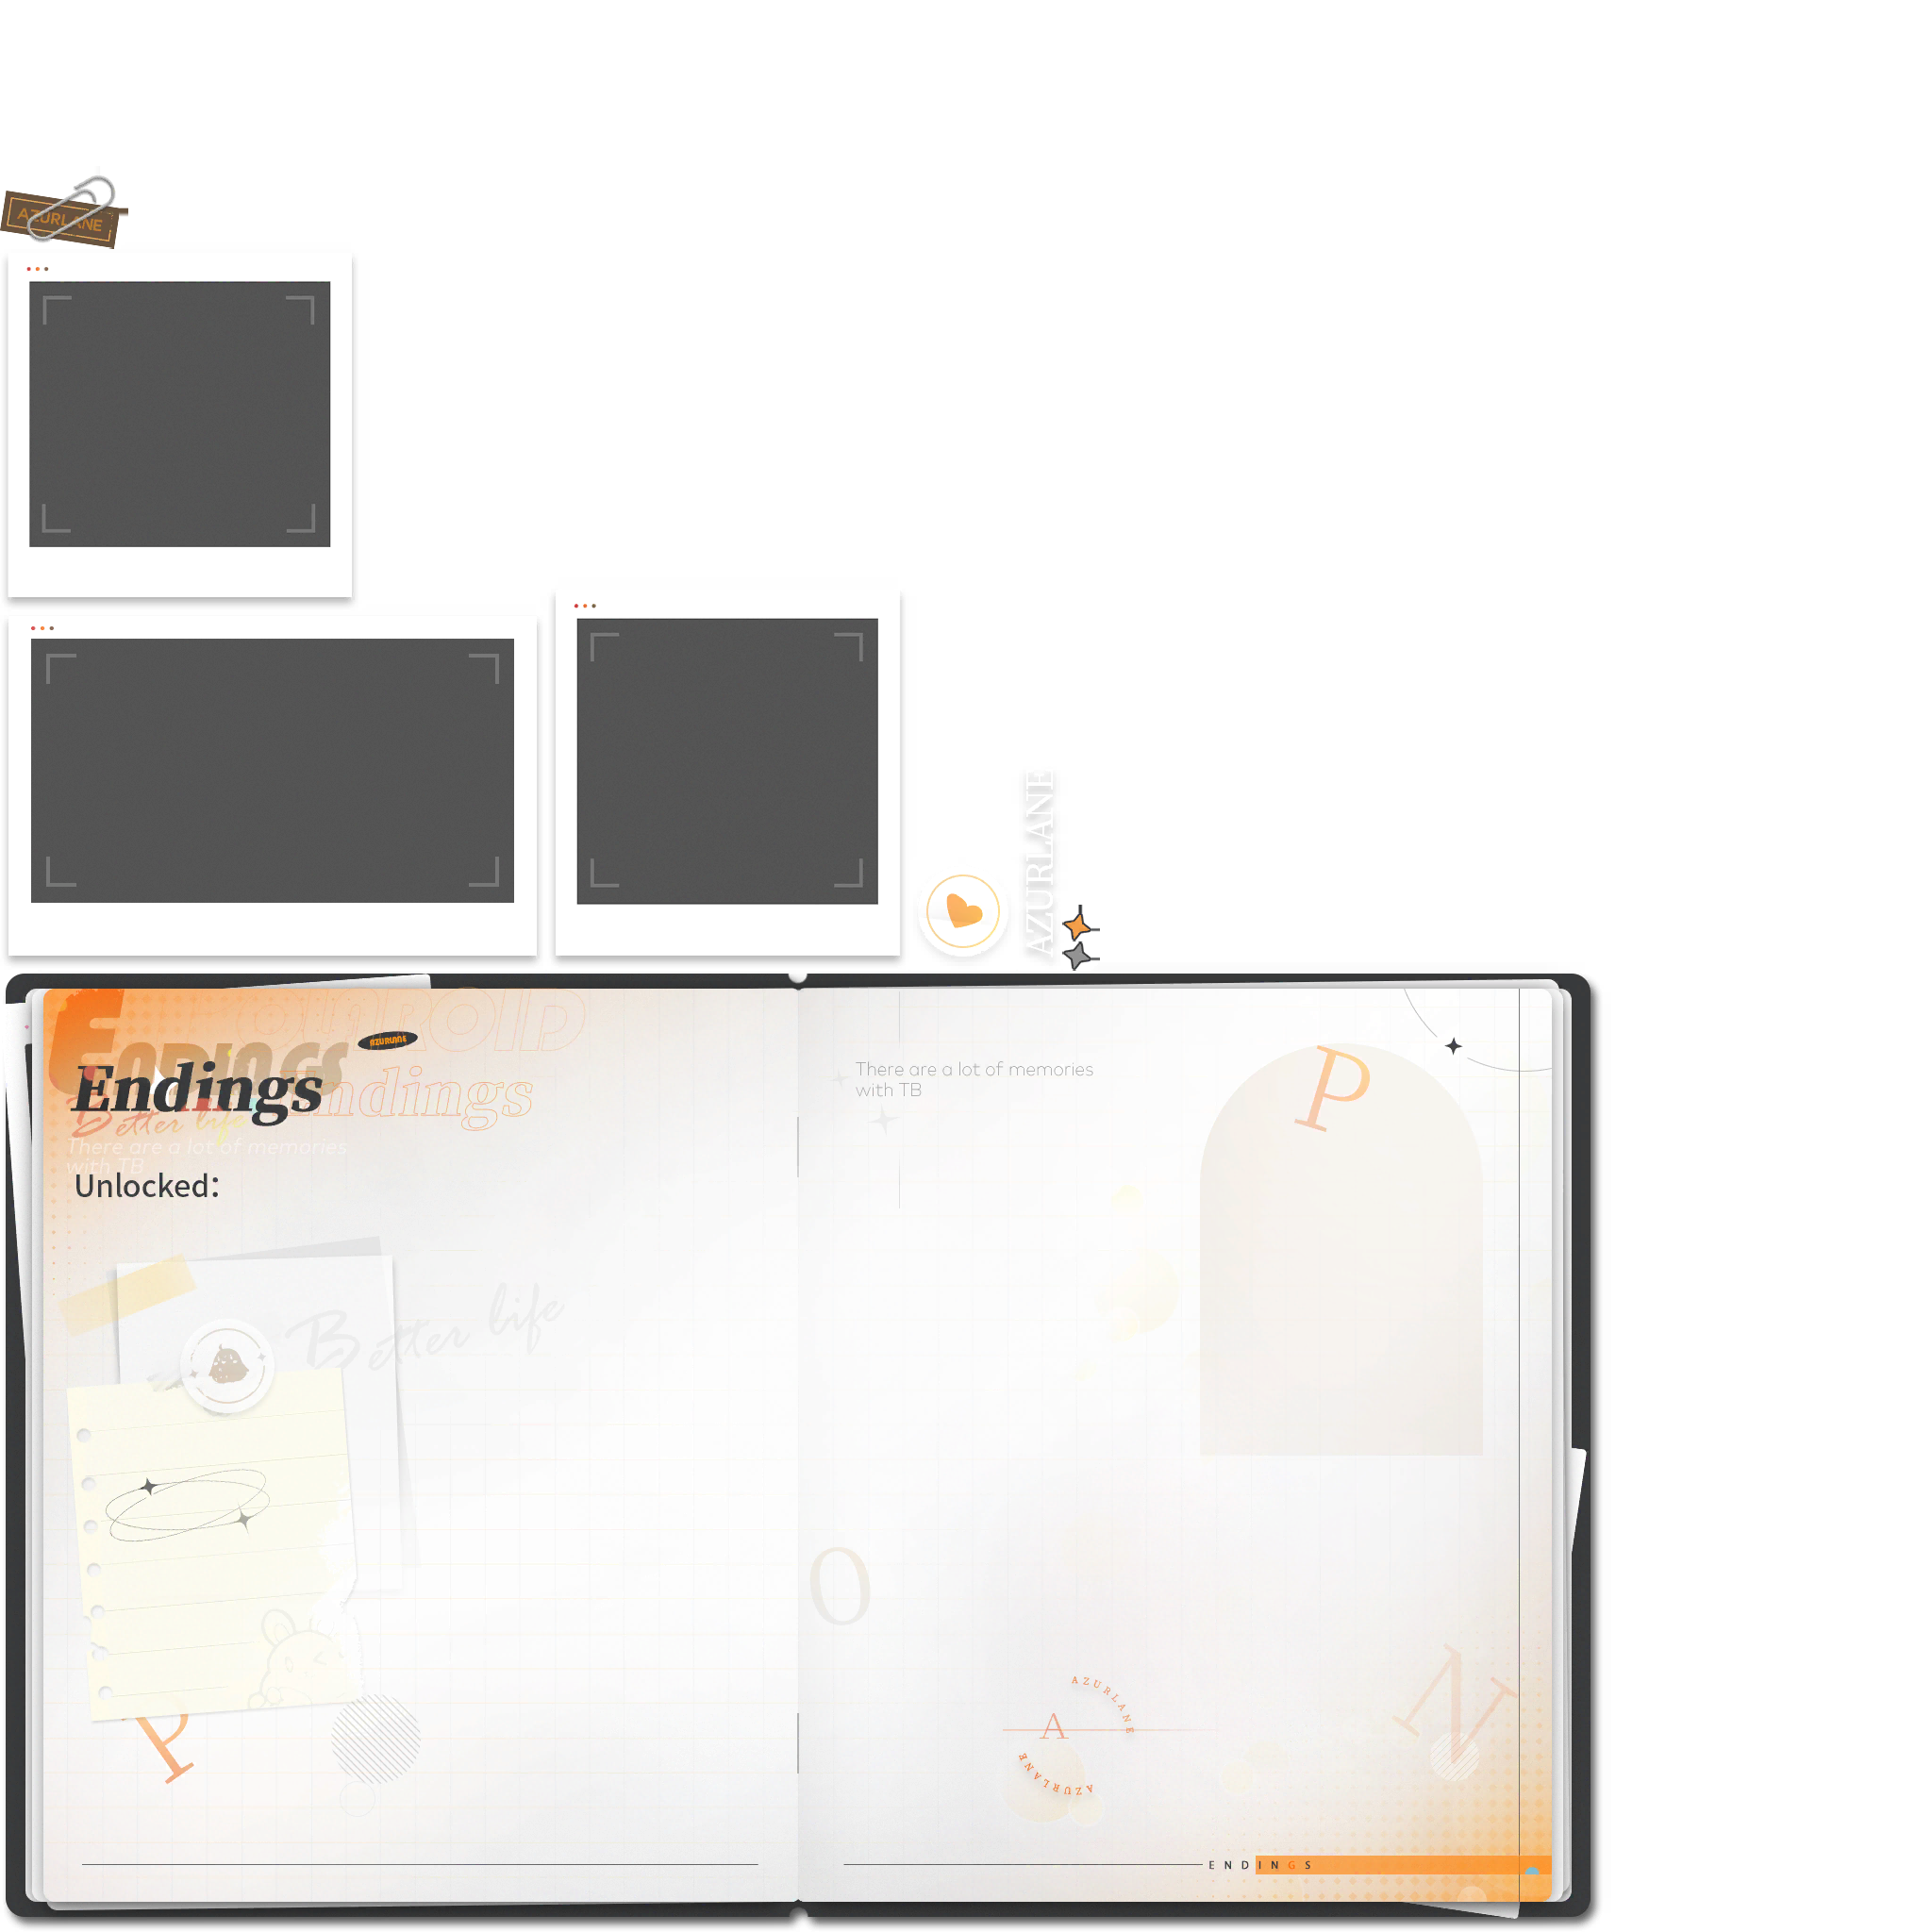 AZURLANE
AZURLANE
ENDINGS
AZURLANE
Endings
Endings
Better life
There are a lot of memories
with TB
Unlocked:
Better life
P
There are a lot of memories
with TB
P
O
N
AZURLANE
A
AZURLANE
ENDINGS